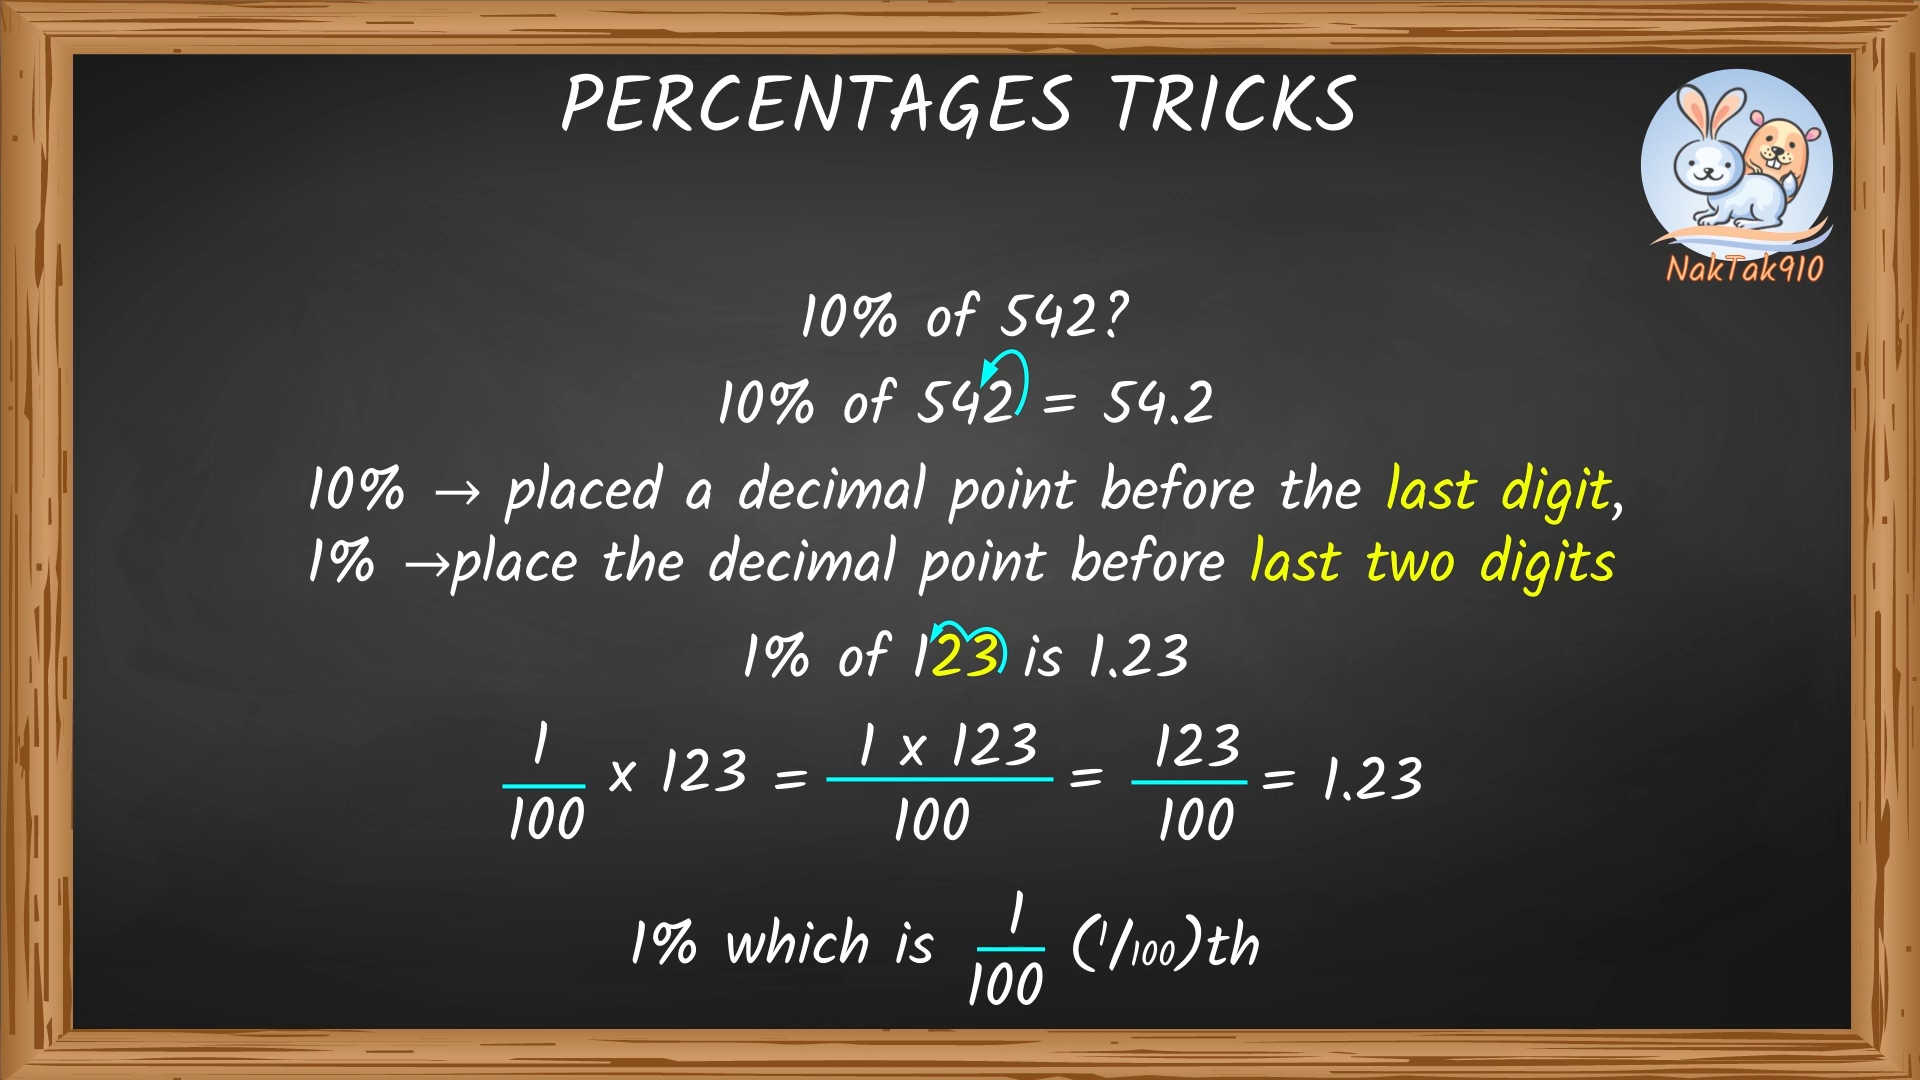 PERCENTAGES TRICKS
NakTak910
10% of 542?
10% of 542 = 54.2
10% → placed a decimal point before the last digit,
1% →place the decimal point before last two digits
1% of 123 is 1.23
1/100 x 123 = 1 x 123/100 = 123/100 = 1.23
1% which is 1/100 (1/100)th